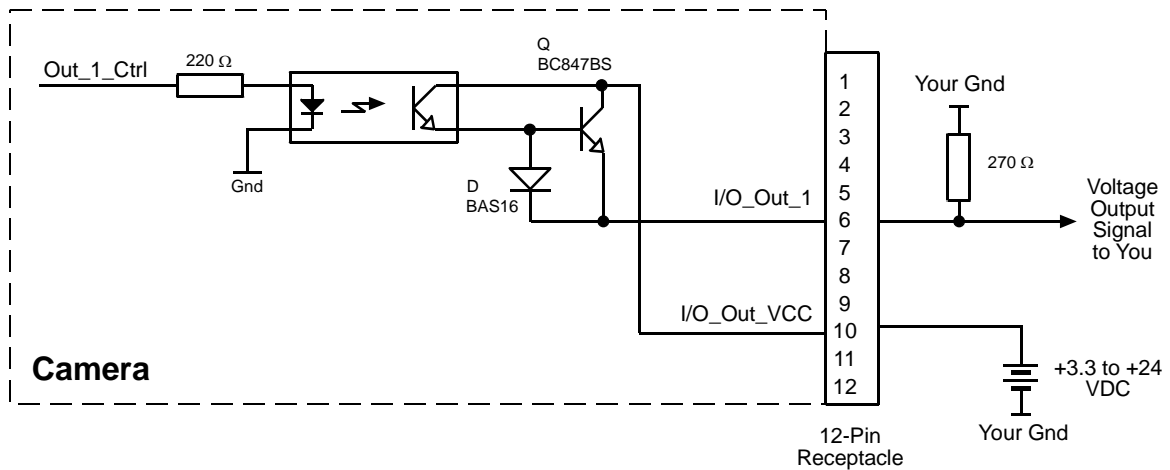 Out_1_Ctrl
220 Ω
Gnd
Q
BC847BS
D
BAS16
I/O_Out_1
I/O_Out_VCC
Camera
1
2
3
4
5
6
7
8
9
10
11
12
12-Pin
Receptacle
Your Gnd
270 Ω
Voltage
Output
Signal
to You
+3.3 to +24
VDC
Your Gnd